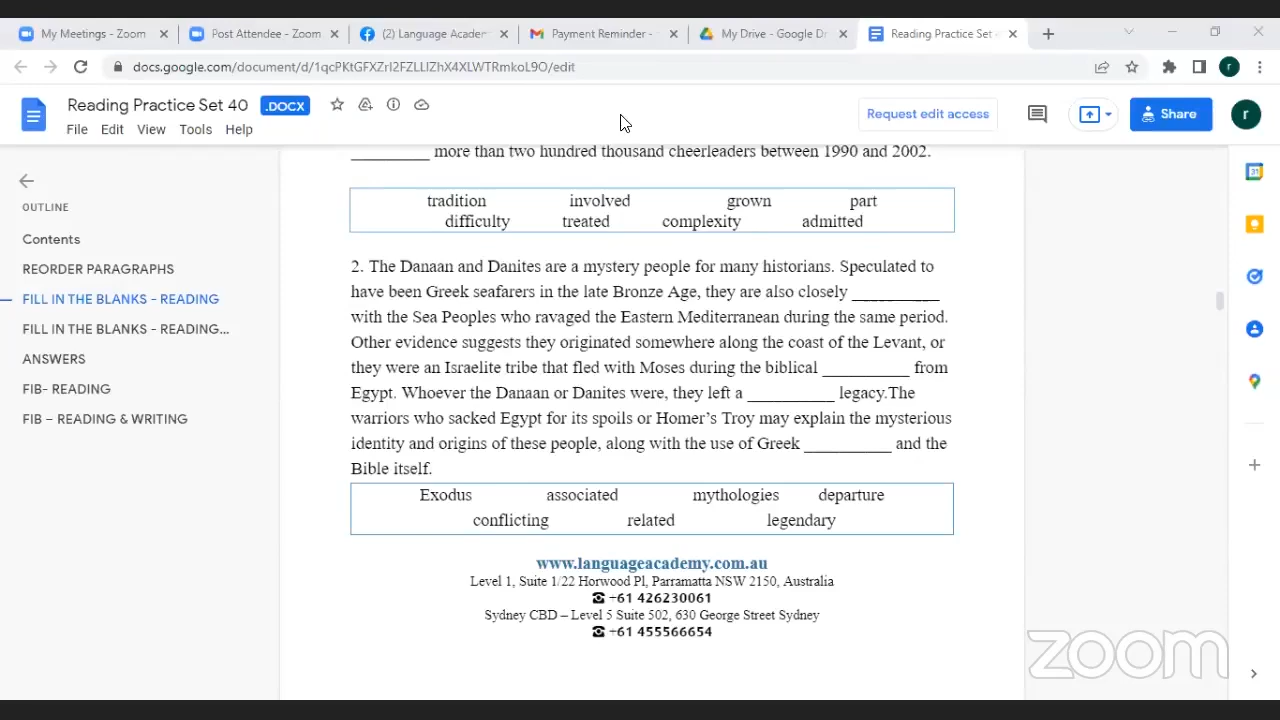 My Meetings - Zoom
Post Attendee - Zoom
(2) Language Academ
Payment Reminder -
My Drive - Google Dr
Reading Practice Set 4
docs.google.com/document/d/1qcPKtGFXZrI2FZLLlZhX4XLWTRmkoL9O/edit
r
Reading Practice Set 40
.DOCX
Request edit access
Share
r
File Edit View Tools Help
OUTLINE
Contents
REORDER PARAGRAPHS
FILL IN THE BLANKS - READING
FILL IN THE BLANKS - READING...
ANSWERS
FIB- READING
FIB – READING & WRITING
_________ more than two hundred thousand cheerleaders between 1990 and 2002.
tradition involved grown part
difficulty treated complexity admitted
2. The Danaan and Danites are a mystery people for many historians. Speculated to
have been Greek seafarers in the late Bronze Age, they are also closely __________
with the Sea Peoples who ravaged the Eastern Mediterranean during the same period.
Other evidence suggests they originated somewhere along the coast of the Levant, or
they were an Israelite tribe that fled with Moses during the biblical __________ from
Egypt. Whoever the Danaan or Danites were, they left a __________ legacy.The
warriors who sacked Egypt for its spoils or Homer's Troy may explain the mysterious
identity and origins of these people, along with the use of Greek __________ and the
Bible itself.
Exodus associated mythologies departure
conflicting related legendary
www.languageacademy.com.au
Level 1, Suite 1/22 Horwood Pl, Parramatta NSW 2150, Australia
☎ +61 426230061
Sydney CBD – Level 5 Suite 502, 630 George Street Sydney
☎ +61 455566654
31
zoom